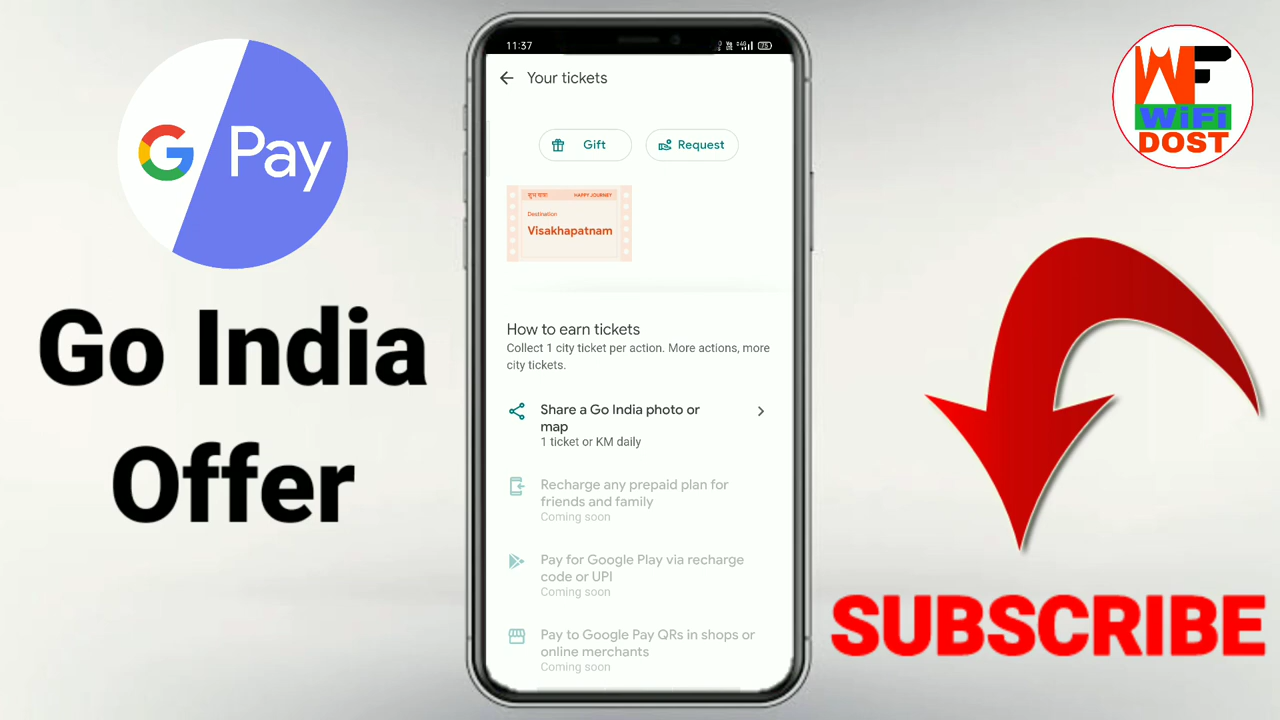 G Pay
Go India
Offer
11:37
Your tickets
Gift
Request
शुभ यात्रा
HAPPY JOURNEY
Destination
Visakhapatnam
How to earn tickets
Collect 1 city ticket per action. More actions, more
city tickets.
Share a Go India photo or
map
1 ticket or KM daily
Recharge any prepaid plan for
friends and family
Coming soon
Pay for Google Play via recharge
code or UPI
Coming soon
Pay to Google Pay QRs in shops or
online merchants
Coming soon
WF
WiFi
DOST
SUBSCRIBE